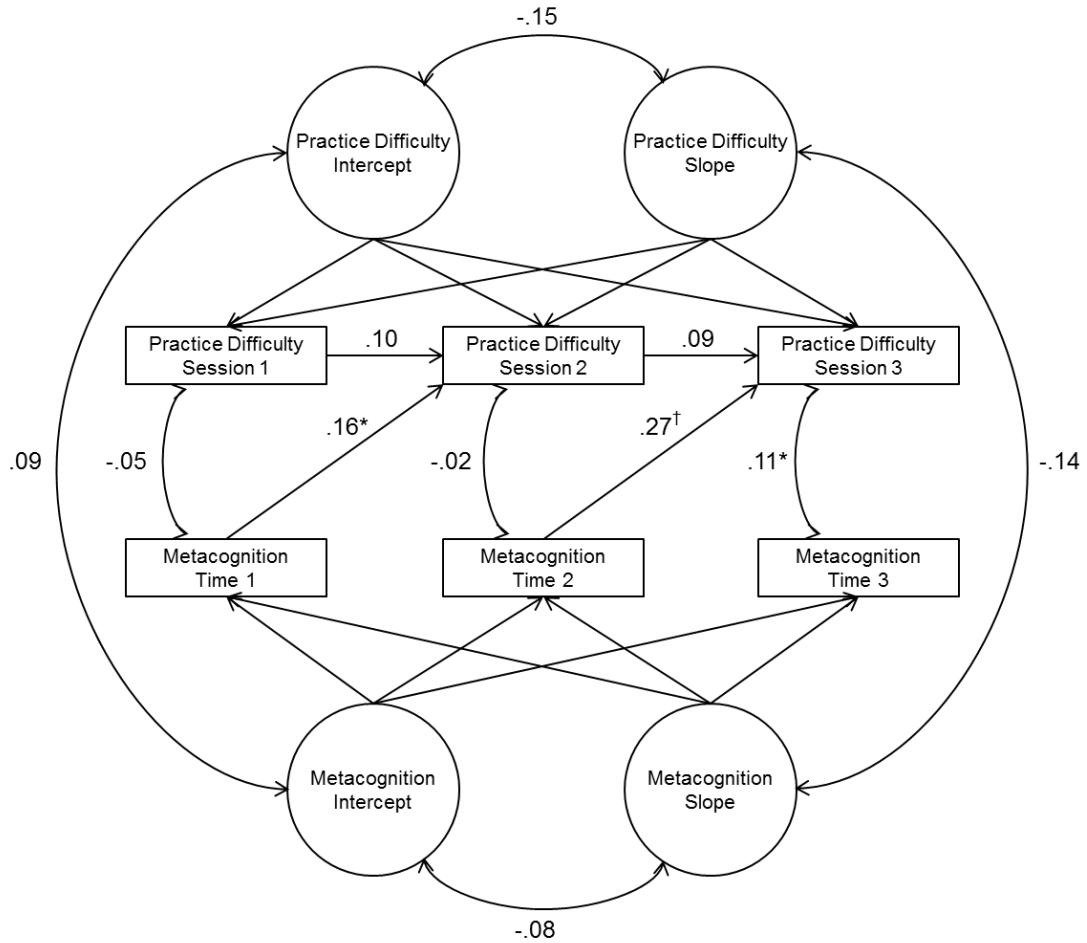 -.15
Practice Difficulty
Intercept
Practice Difficulty
Slope
Practice Difficulty
Session 1
.10
Practice Difficulty
Session 2
.09
Practice Difficulty
Session 3
.09
-.05
.16*
-.02
.27†
.11*
-.14
Metacognition
Time 1
Metacognition
Time 2
Metacognition
Time 3
Metacognition
Intercept
Metacognition
Slope
-.08